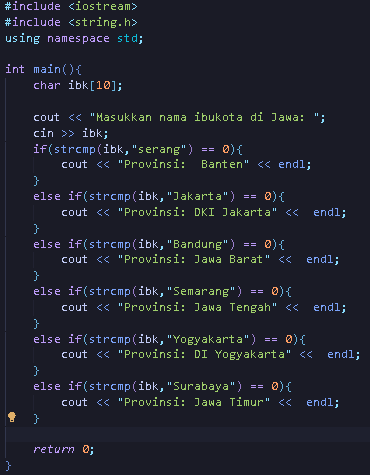 #include <iostream>
#include <string.h>
using namespace std;

int main(){
    char ibk[10];

    cout << "Masukkan nama ibukota di Jawa: ";
    cin >> ibk;
    if(strcmp(ibk,"serang") == 0){
        cout << "Provinsi:  Banten" << endl;
    }
    else if(strcmp(ibk,"Jakarta") == 0){
        cout << "Provinsi: DKI Jakarta" <<  endl;
    }
    else if(strcmp(ibk,"Bandung") == 0){
        cout << "Provinsi: Jawa Barat" <<  endl;
    }
    else if(strcmp(ibk,"Semarang") == 0){
        cout << "Provinsi: Jawa Tengah" <<  endl;
    }
    else if(strcmp(ibk,"Yogyakarta") == 0){
        cout << "Provinsi: DI Yogyakarta" <<  endl;
    }
    else if(strcmp(ibk,"Surabaya") == 0){
        cout << "Provinsi: Jawa Timur" <<  endl;
    }

    return 0;
}